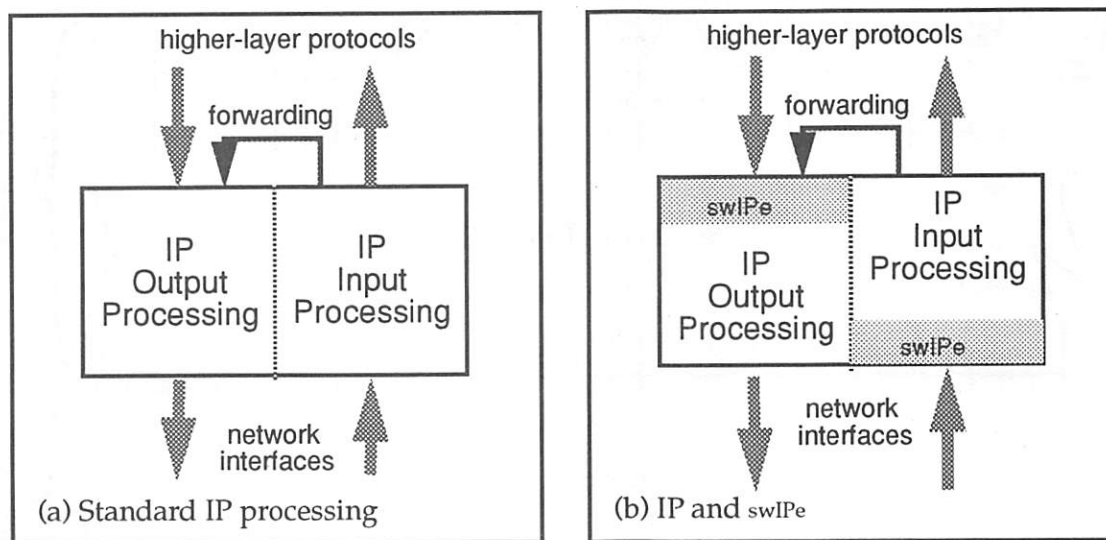 higher-layer protocols
forwarding
IP
Output
Processing
IP
Input
Processing
network
interfaces
(a) Standard IP processing
higher-layer protocols
forwarding
swIPe
IP
Output
Processing
IP
Input
Processing
swIPe
network
interfaces
(b) IP and swIPe